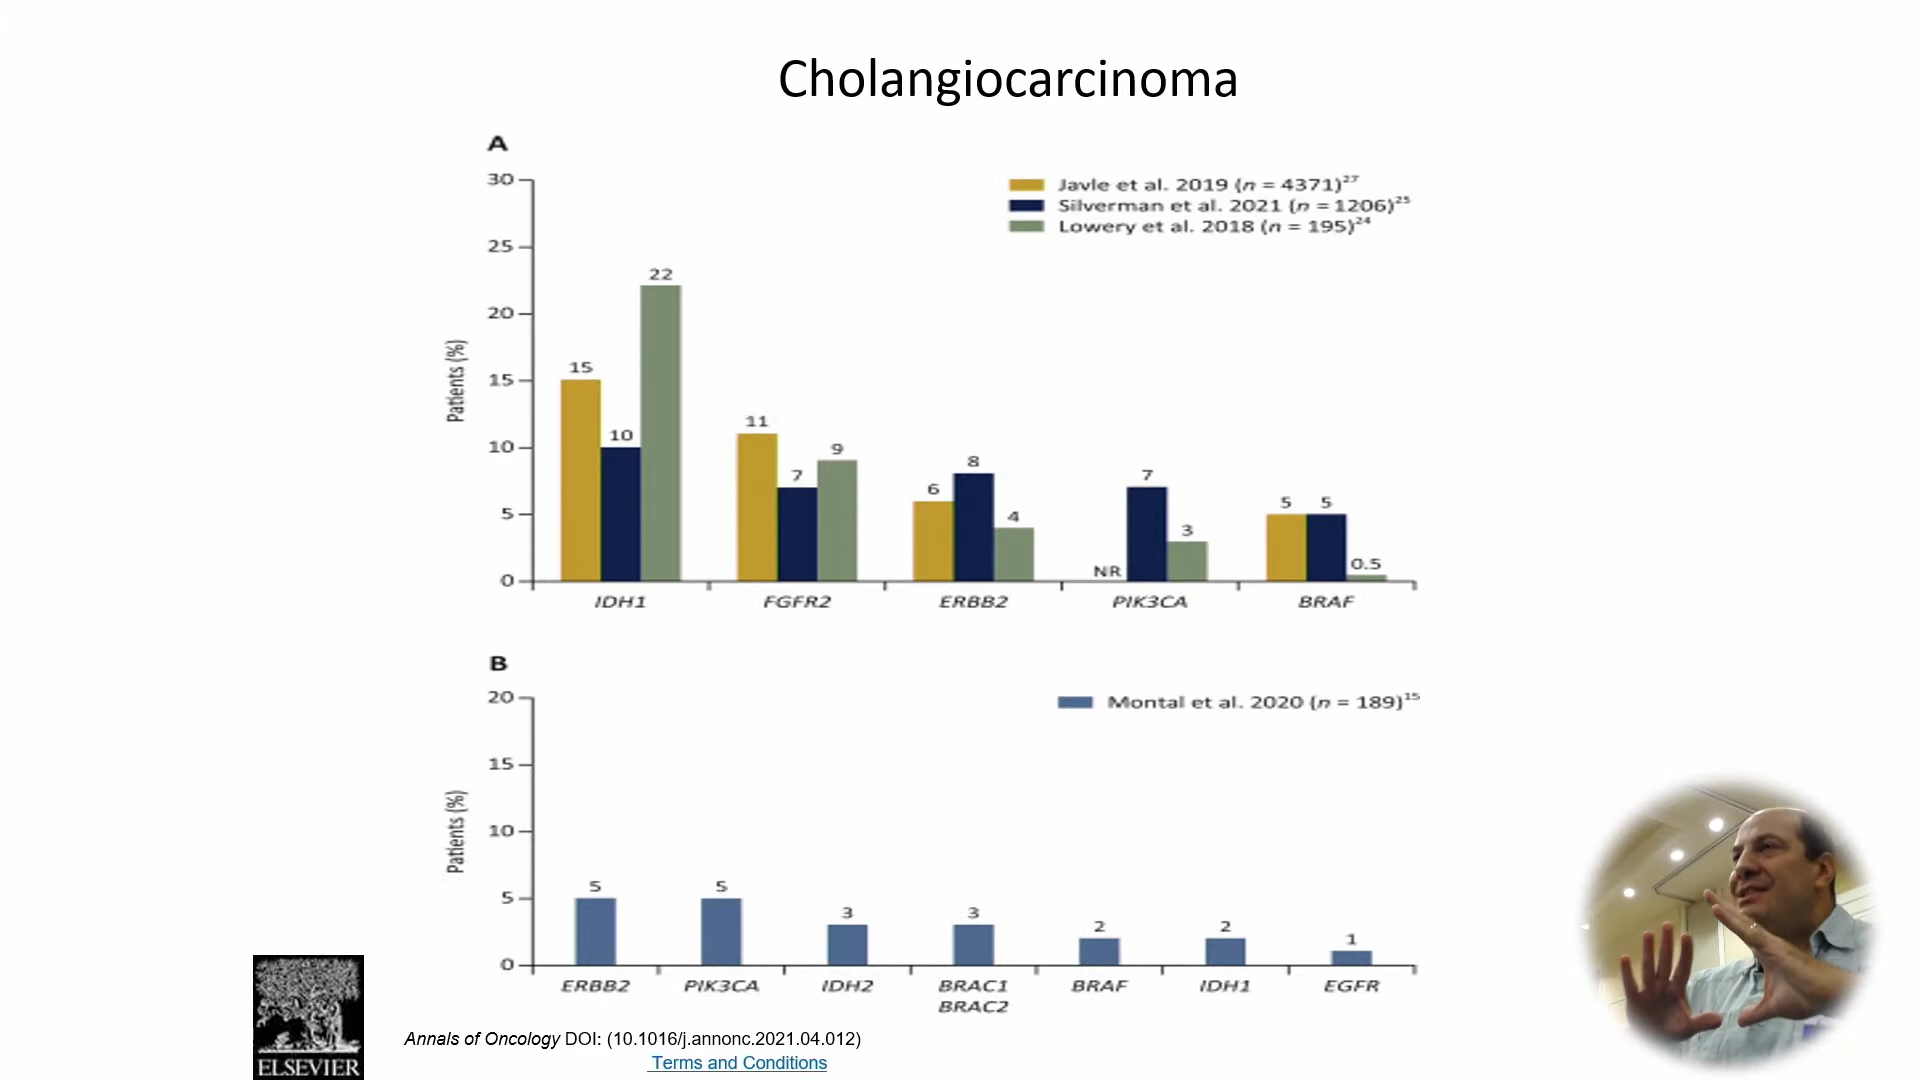 Cholangiocarcinoma
A
Javle et al. 2019 (n = 4371)27
Silverman et al. 2021 (n = 1206)25
Lowery et al. 2018 (n = 195)24
Patients (%)
30
25
20
15
10
5
0
15 10 22
11 7 9
6 8 4
NR 7 3
5 5 0.5
IDH1 FGFR2 ERBB2 PIK3CA BRAF
B
Montal et al. 2020 (n = 189)15
Patients (%)
20
15
10
5
0
5 5 3 3 2 2 1
ERBB2 PIK3CA IDH2 BRAC1 BRAF IDH1 EGFR
BRAC2
ELSEVIER
Annals of Oncology DOI: (10.1016/j.annonc.2021.04.012)
Terms and Conditions